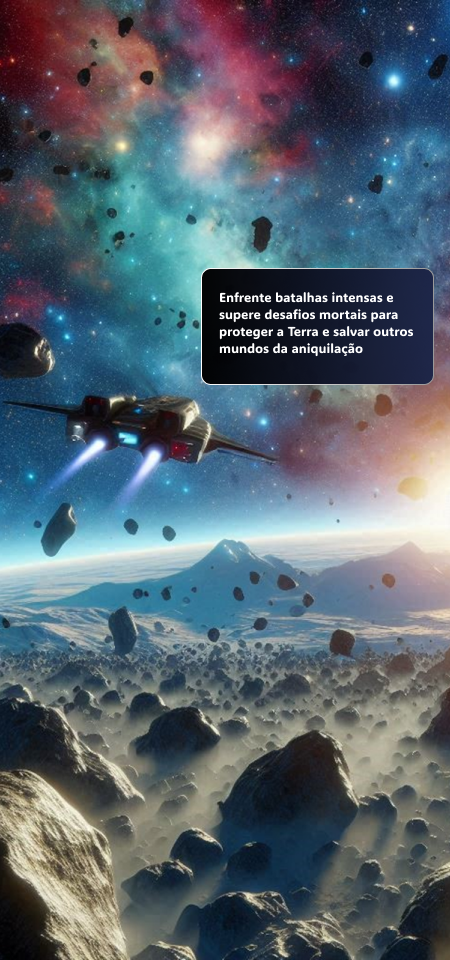 Enfrente batalhas intensas e
supere desafios mortais para
proteger a Terra e salvar outros
mundos da aniquilação